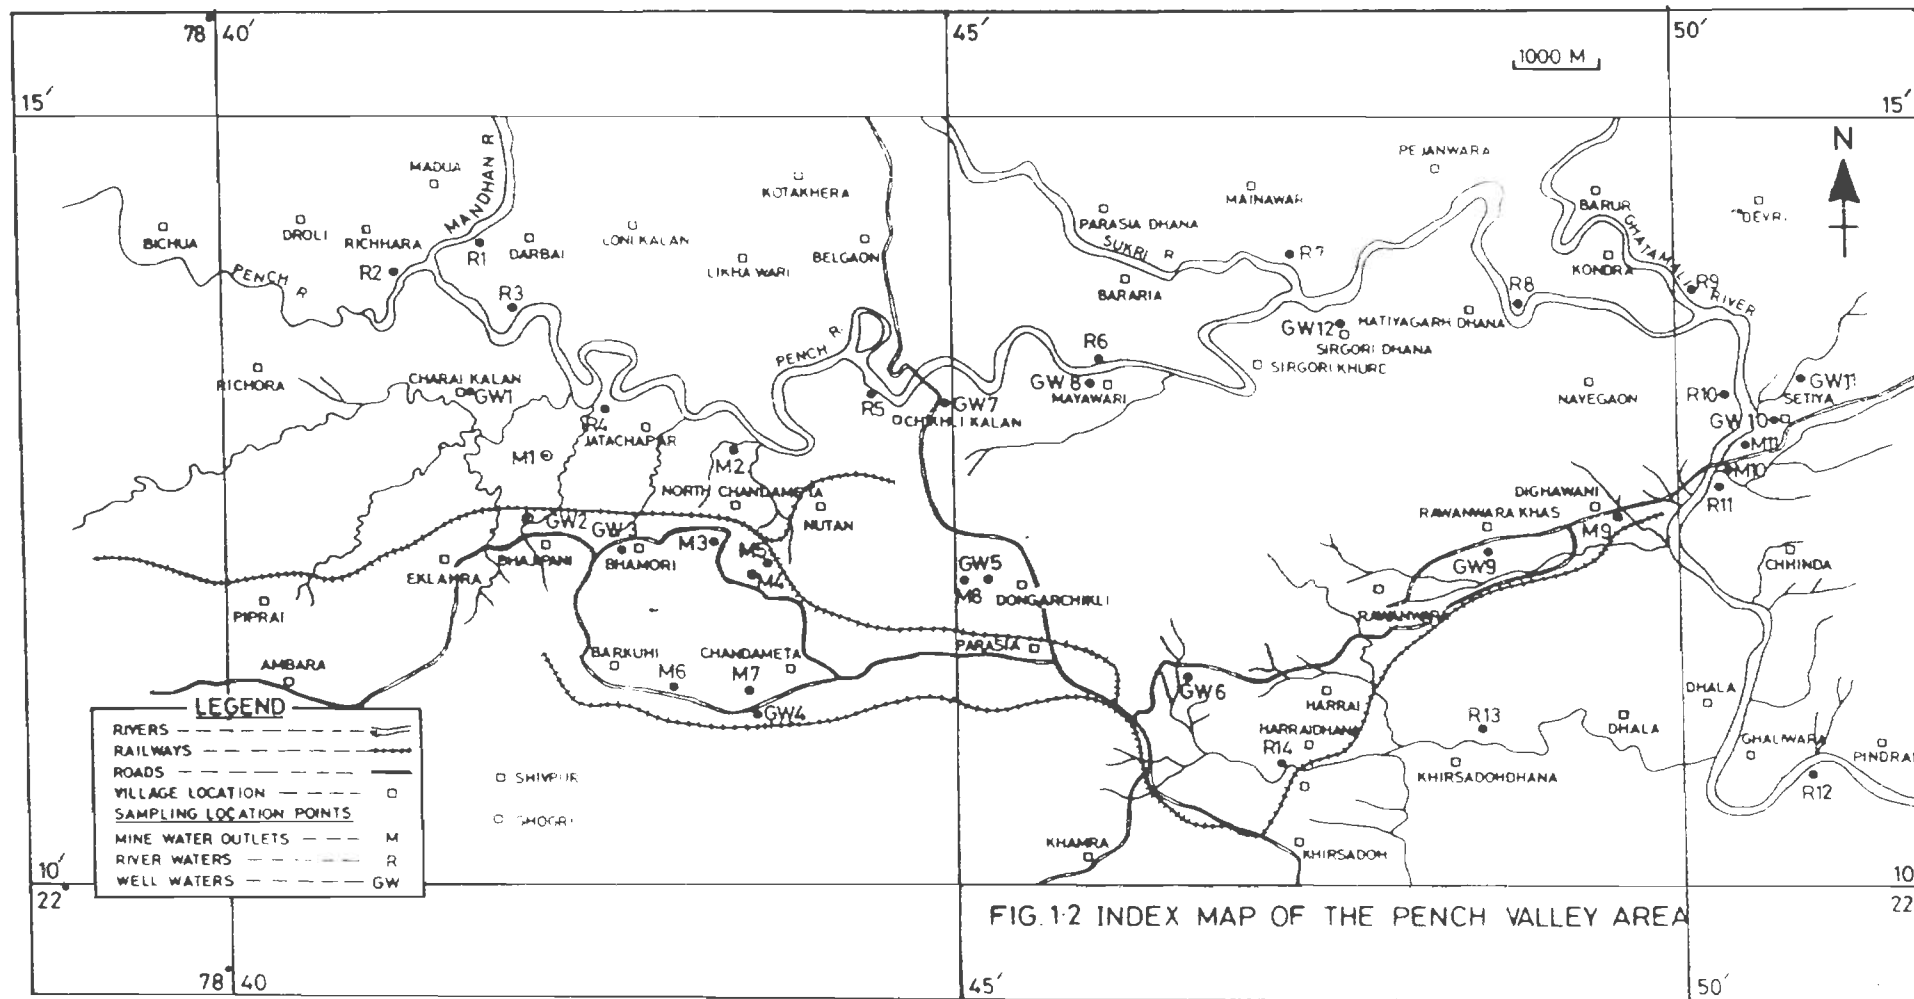 78° 40′
45′
50′
1000 M
15′
15′
N
MADUA
MANDHAN R
KOTAKHERA
PEJANWARA
MAINAWAR
BARUR
DEVRI
BICHUA
DROLI
RICHHARA
R1
DARBAI
LONI KALAN
LIKHAWARI
BELGAON
PARASIA DHANA
SUKRI R
R7
GHATAMALI RIVER
KONDRA
R9
PENCH R
R2
R3
BARARIA
R8
HATIYAGARH DHANA
GW12
SIRGORI DHANA
SIRGORI KHURD
PENCH R.
R6
RICHORA
CHARAI KALAN
GW1
R5
GW7
CHIKHLI KALAN
GW8
MAYAWARI
NAYEGAON
R10
GW11
SETIYA
GW10
R4
JATACHAPAR
M1
M2
M11
M10
R11
NORTH CHANDAMETA
NUTAN
DIGHAWANI
RAWANWARA KHAS
M9
GW2
GW3
M3
M5
M4
EKLAHRA
BHAJIPANI
BHAMORI
GW5
M8
DONGARCHIKLI
GW9
CHHINDA
PIPRAI
RAWANWARA
AMBARA
BARKUHI
CHANDAMETA
M6
M7
PARASIA
GW4
GW6
HARRAI
HARRAIDHANA
R14
R13
KHIRSADOHDHANA
DHALA
DHALA
GHALIWARA
PINDRAI
R12
LEGEND
RIVERS
RAILWAYS
ROADS
VILLAGE LOCATION
SAMPLING LOCATION POINTS
MINE WATER OUTLETS M
RIVER WATERS R
WELL WATERS GW
SHIVPUR
KHAMRA
KHIRSADOH
10′
22°
10
22
FIG. 1·2 INDEX MAP OF THE PENCH VALLEY AREA
78° 40
45′
50′